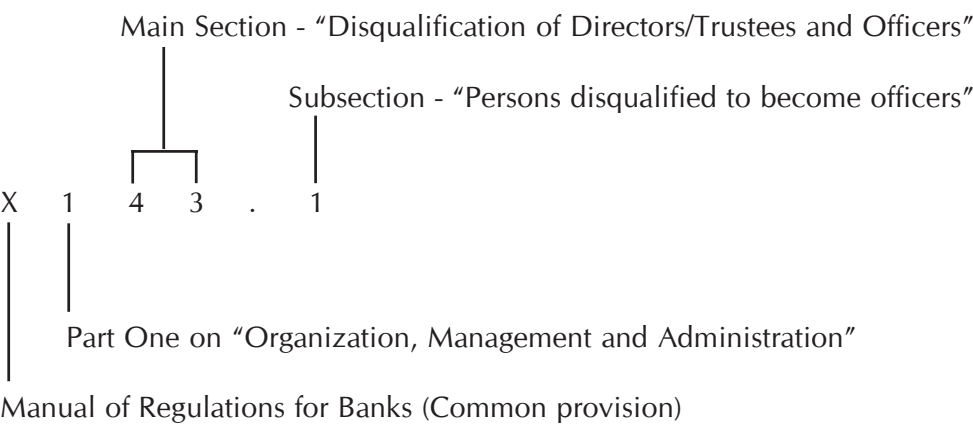 Main Section - “Disqualification of Directors/Trustees and Officers”
Subsection - “Persons disqualified to become officers”
X 1 4 3 . 1
Part One on “Organization, Management and Administration”
Manual of Regulations for Banks (Common provision)